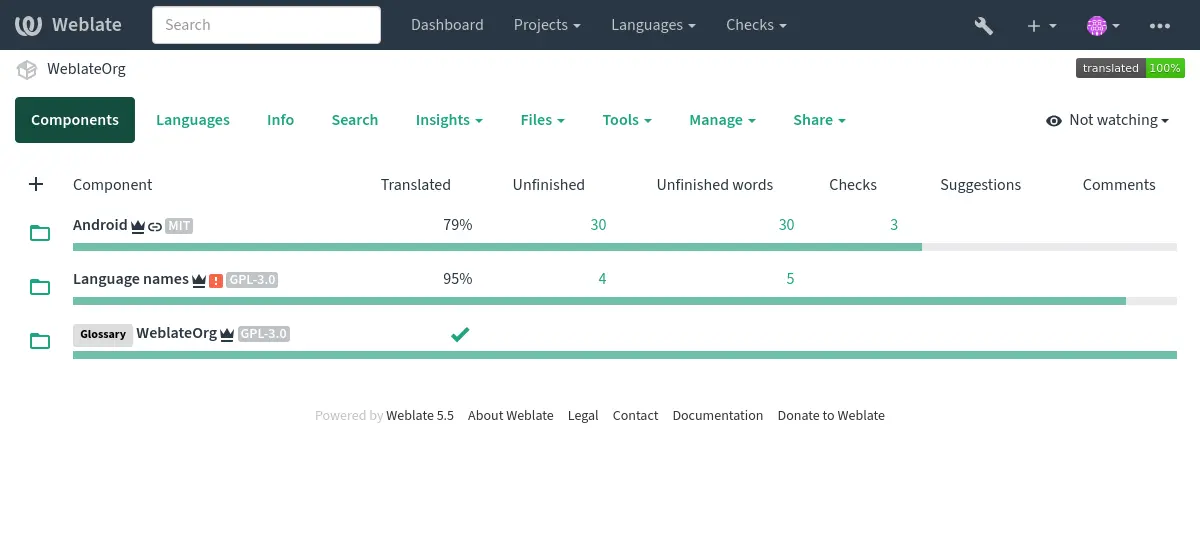 Weblate Search Dashboard Projects Languages Checks
WeblateOrg translated 100%
Components Languages Info Search Insights Files Tools Manage Share Not watching
Component Translated Unfinished Unfinished words Checks Suggestions Comments
Android MIT 79% 30 30 3
Language names GPL-3.0 95% 4 5
Glossary WeblateOrg GPL-3.0
Powered by Weblate 5.5 About Weblate Legal Contact Documentation Donate to Weblate